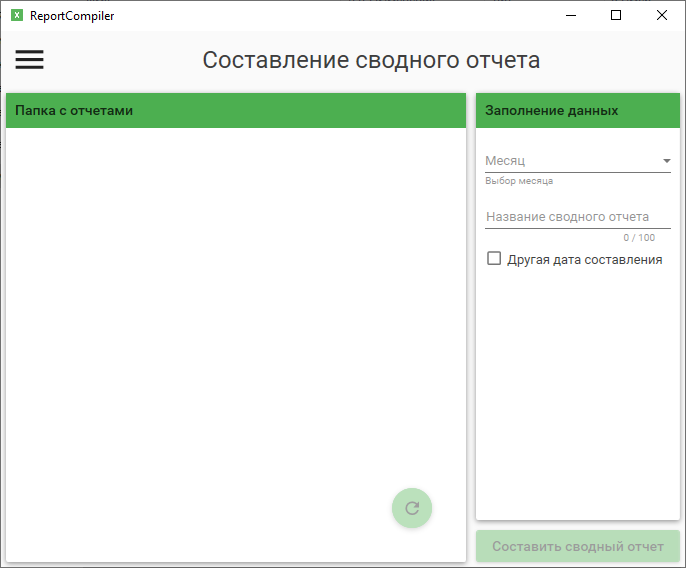 ReportCompiler
Составление сводного отчета
Папка с отчетами
Заполнение данных
Месяц
Выбор месяца
Название сводного отчета
0 / 100
Другая дата составления
Составить сводный отчет